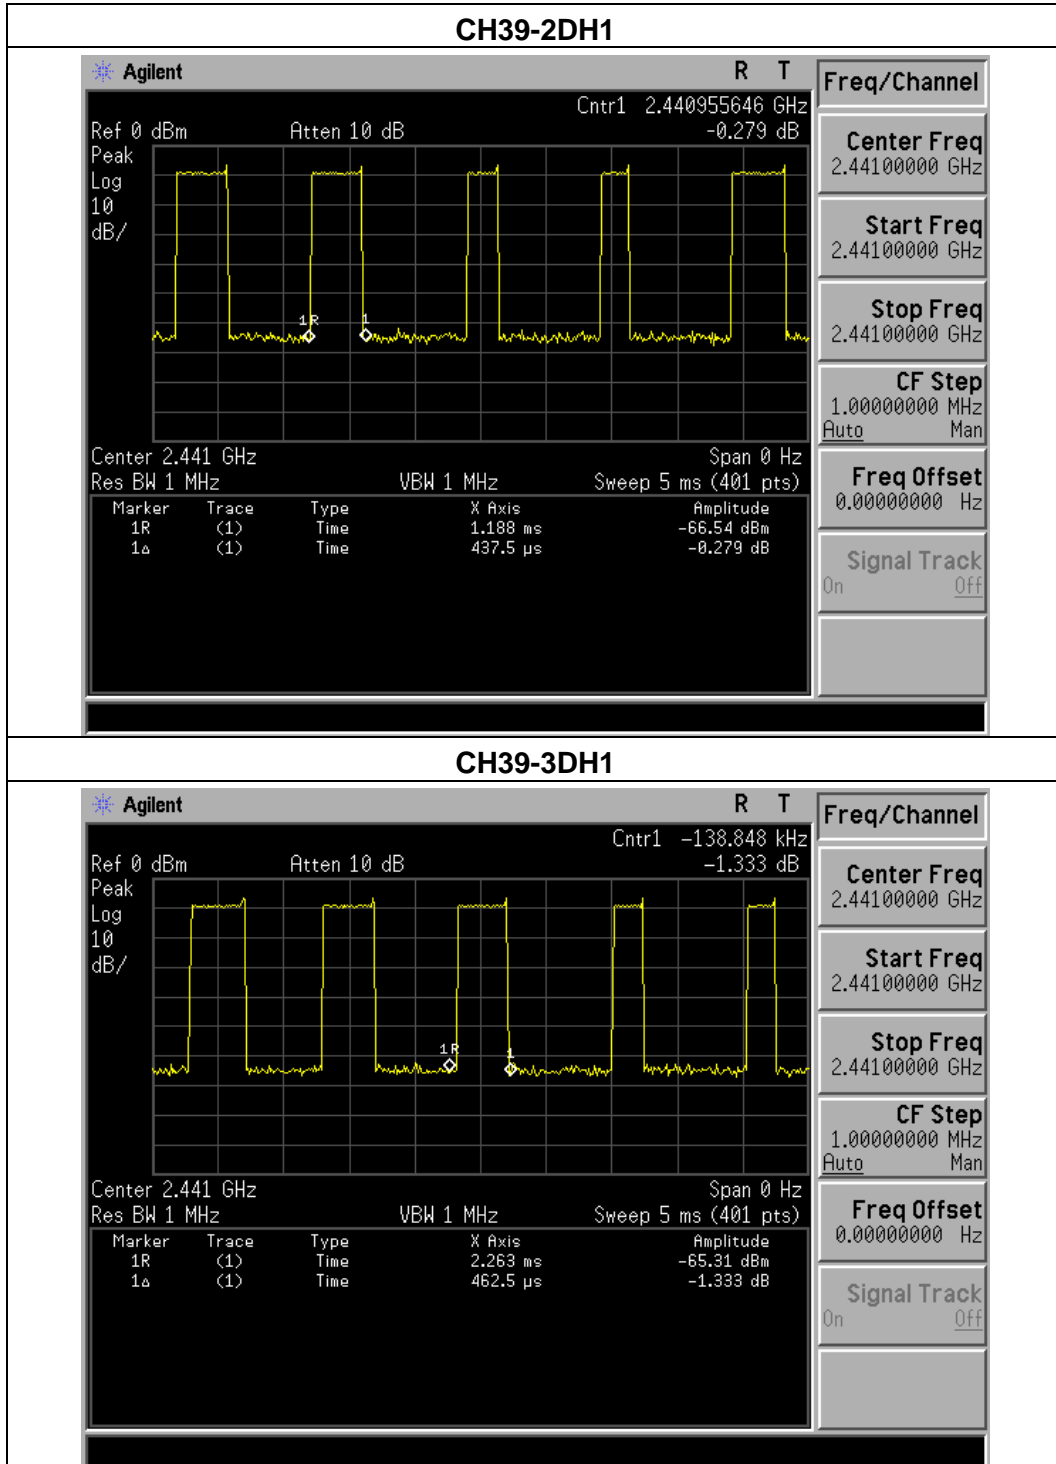 CH39-2DH1
Agilent R T
Freq/Channel
Cntr1 2.440955646 GHz
Ref 0 dBm Atten 10 dB -0.279 dB
Peak
Log
10
dB/
1R 1
Center 2.441 GHz Span 0 Hz
Res BW 1 MHz VBW 1 MHz Sweep 5 ms (401 pts)
Marker Trace Type X Axis Amplitude
1R (1) Time 1.188 ms -66.54 dBm
1Δ (1) Time 437.5 µs -0.279 dB
Center Freq
2.44100000 GHz
Start Freq
2.44100000 GHz
Stop Freq
2.44100000 GHz
CF Step
1.00000000 MHz
Auto Man
Freq Offset
0.00000000 Hz
Signal Track
On Off
CH39-3DH1
Agilent R T
Freq/Channel
Cntr1 -138.848 kHz
Ref 0 dBm Atten 10 dB -1.333 dB
Peak
Log
10
dB/
1R 1
Center 2.441 GHz Span 0 Hz
Res BW 1 MHz VBW 1 MHz Sweep 5 ms (401 pts)
Marker Trace Type X Axis Amplitude
1R (1) Time 2.263 ms -65.31 dBm
1Δ (1) Time 462.5 µs -1.333 dB
Center Freq
2.44100000 GHz
Start Freq
2.44100000 GHz
Stop Freq
2.44100000 GHz
CF Step
1.00000000 MHz
Auto Man
Freq Offset
0.00000000 Hz
Signal Track
On Off